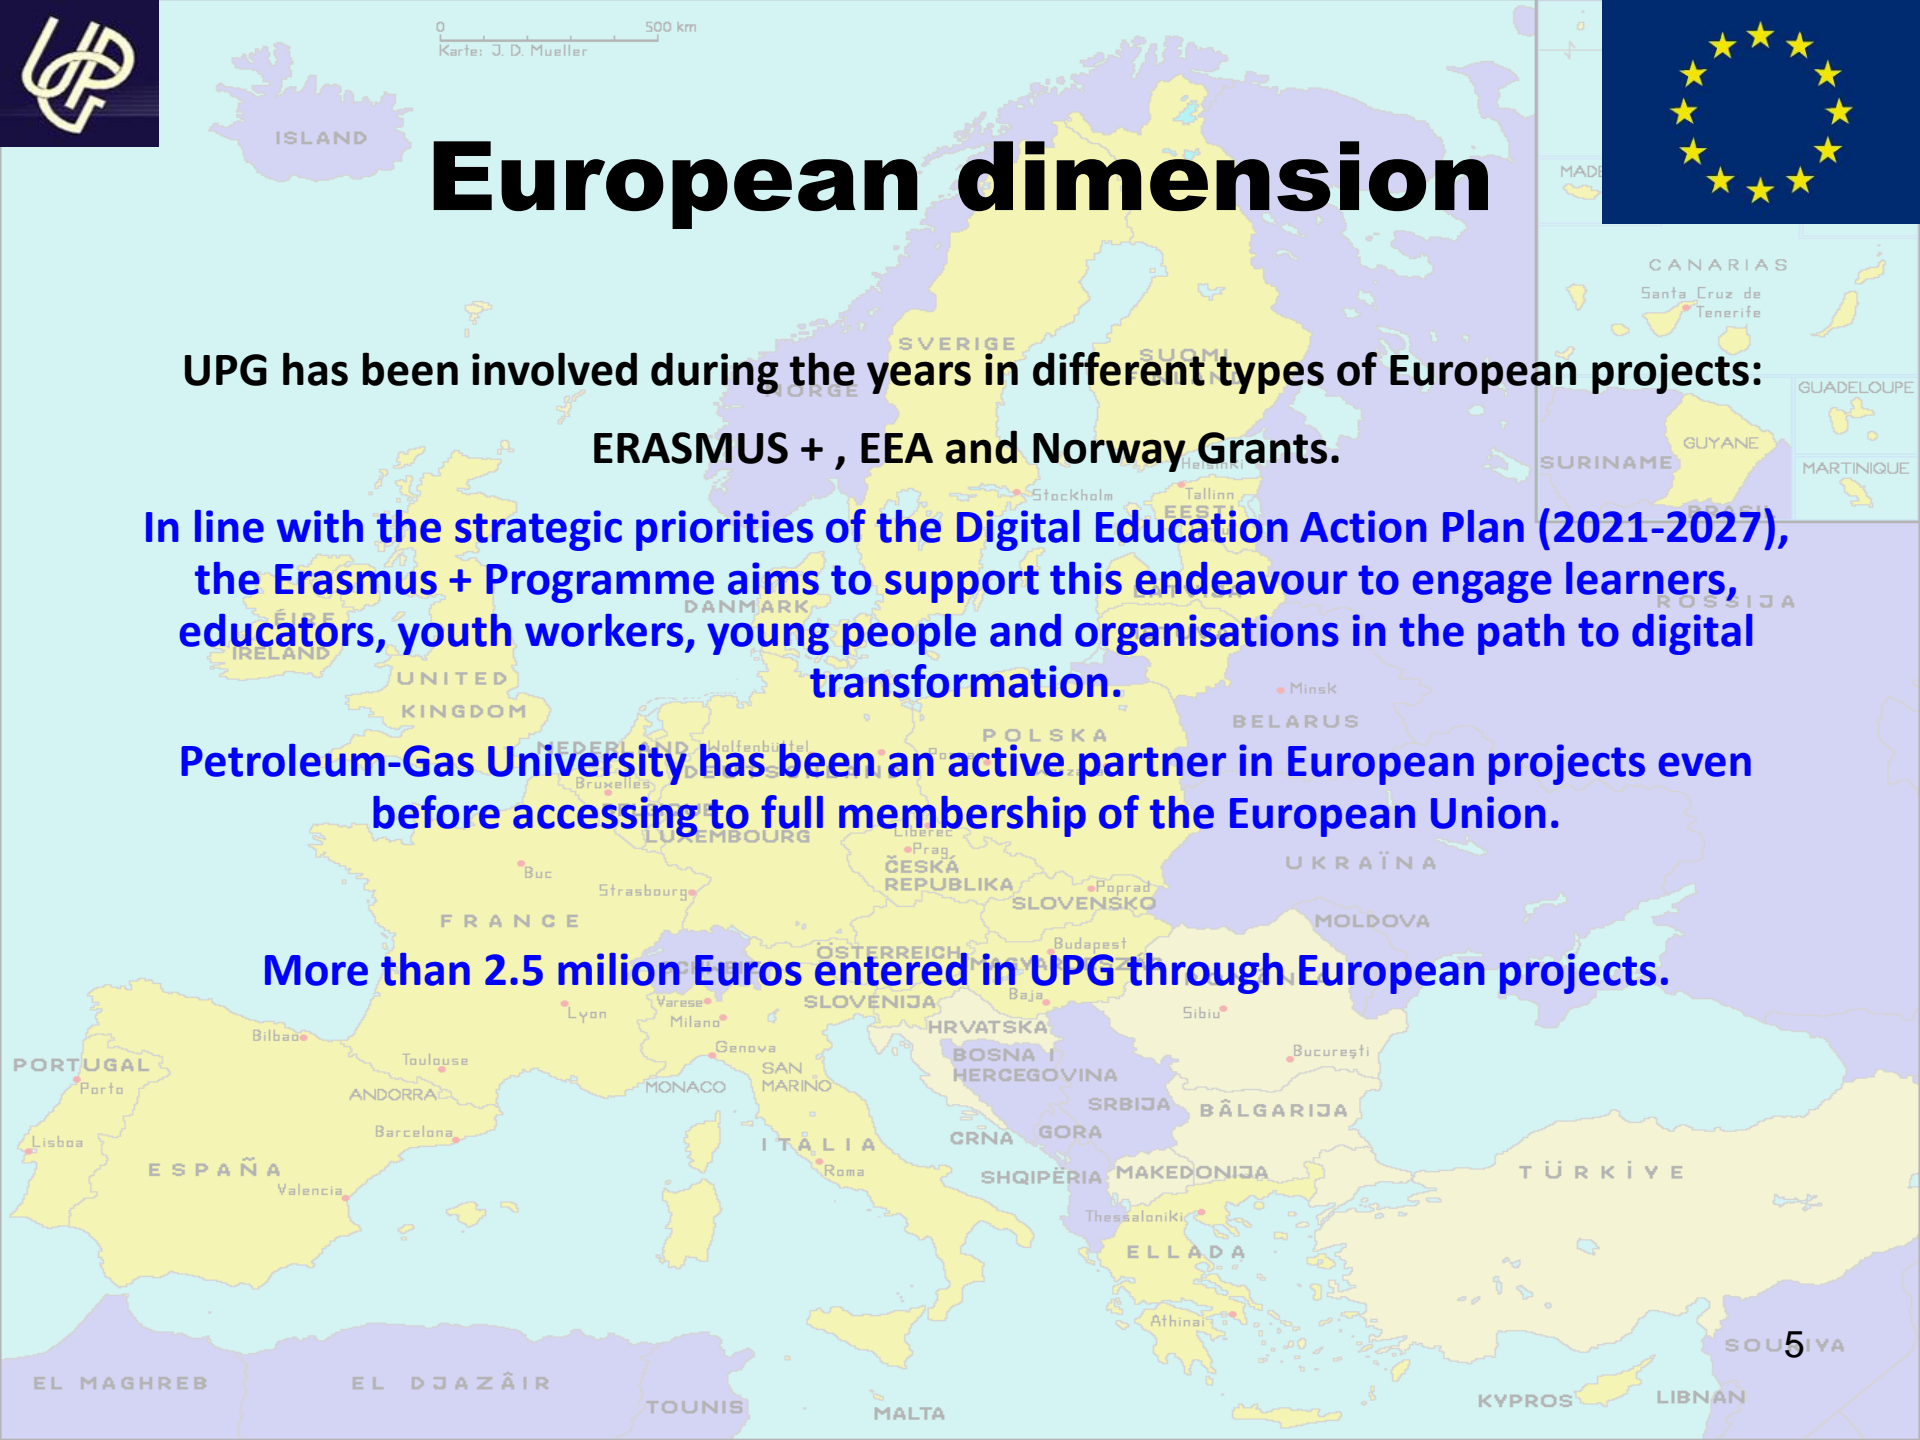 UPG
0 500 km
Karte: J. D. Mueller
ISLAND
European dimension
CANARIAS
Santa Cruz de
Tenerife
SVERIGE
SUOMI
NORGE
UPG has been involved during the years in different types of European projects:
GUADELOUPE
ERASMUS + , EEA and Norway Grants.
GUYANE
SURINAME
MARTINIQUE
Helsinki
Stockholm
Tallinn
EESTI
In line with the strategic priorities of the Digital Education Action Plan (2021-2027),
the Erasmus + Programme aims to support this endeavour to engage learners,
educators, youth workers, young people and organisations in the path to digital
transformation.
DANMARK
ROSSIJA
ÉIRE
IRELAND
UNITED
KINGDOM
Minsk
BELARUS
POLSKA
NEDERLAND
Wolfenbüttel
DEUTSCHLAND
Petroleum-Gas University has been an active partner in European projects even
before accessing to full membership of the European Union.
Bruxelles
LUXEMBOURG
Liberec
Prag
ČESKÁ
REPUBLIKA
UKRAÏNA
Buc
Strasbourg
Poprad
SLOVENSKO
FRANCE
MOLDOVA
ÖSTERREICH
Budapest
More than 2.5 milion Euros entered in UPG through European projects.
Varese
SLOVENIJA
Baja
Lyon
Milano
Sibiu
HRVATSKA
Bilbao
Genova
BOSNA I
HERCEGOVINA
Bucureşti
PORTUGAL
Porto
Toulouse
SAN
MARINO
MONACO
ANDORRA
SRBIJA
BÂLGARIJA
Lisboa
Barcelona
ITALIA
Roma
CRNA GORA
ESPAÑA
Valencia
SHQIPËRIA
MAKEDONIJA
TÜRKİYE
Thessaloniki
ELLADA
Athinai
5
EL MAGHREB
EL DJAZÂIR
TOUNIS
MALTA
KYPROS
LIBNAN